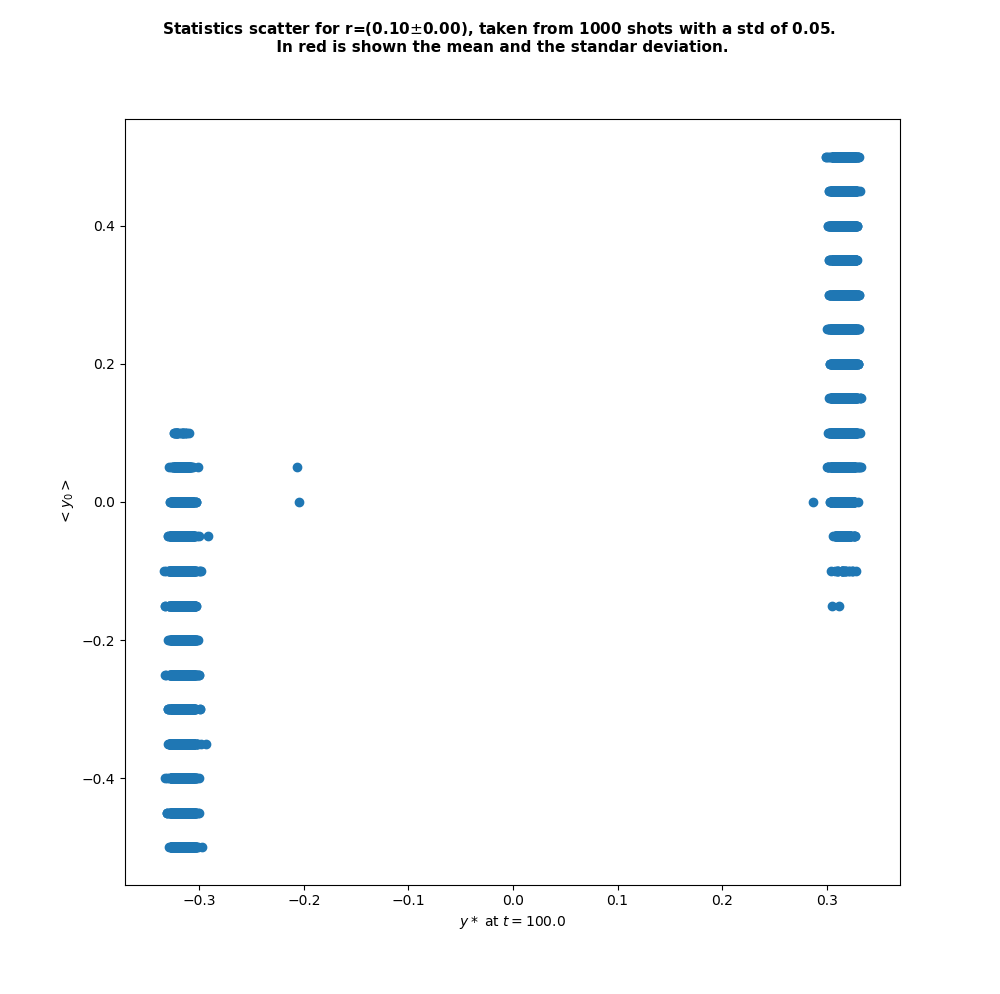 Statistics scatter for r=(0.10±0.00), taken from 1000 shots with a std of 0.05.
In red is shown the mean and the standar deviation.
0.4
0.2
0.0
−0.2
−0.4
< y₀ >
−0.3 −0.2 −0.1 0.0 0.1 0.2 0.3
y* at t = 100.0